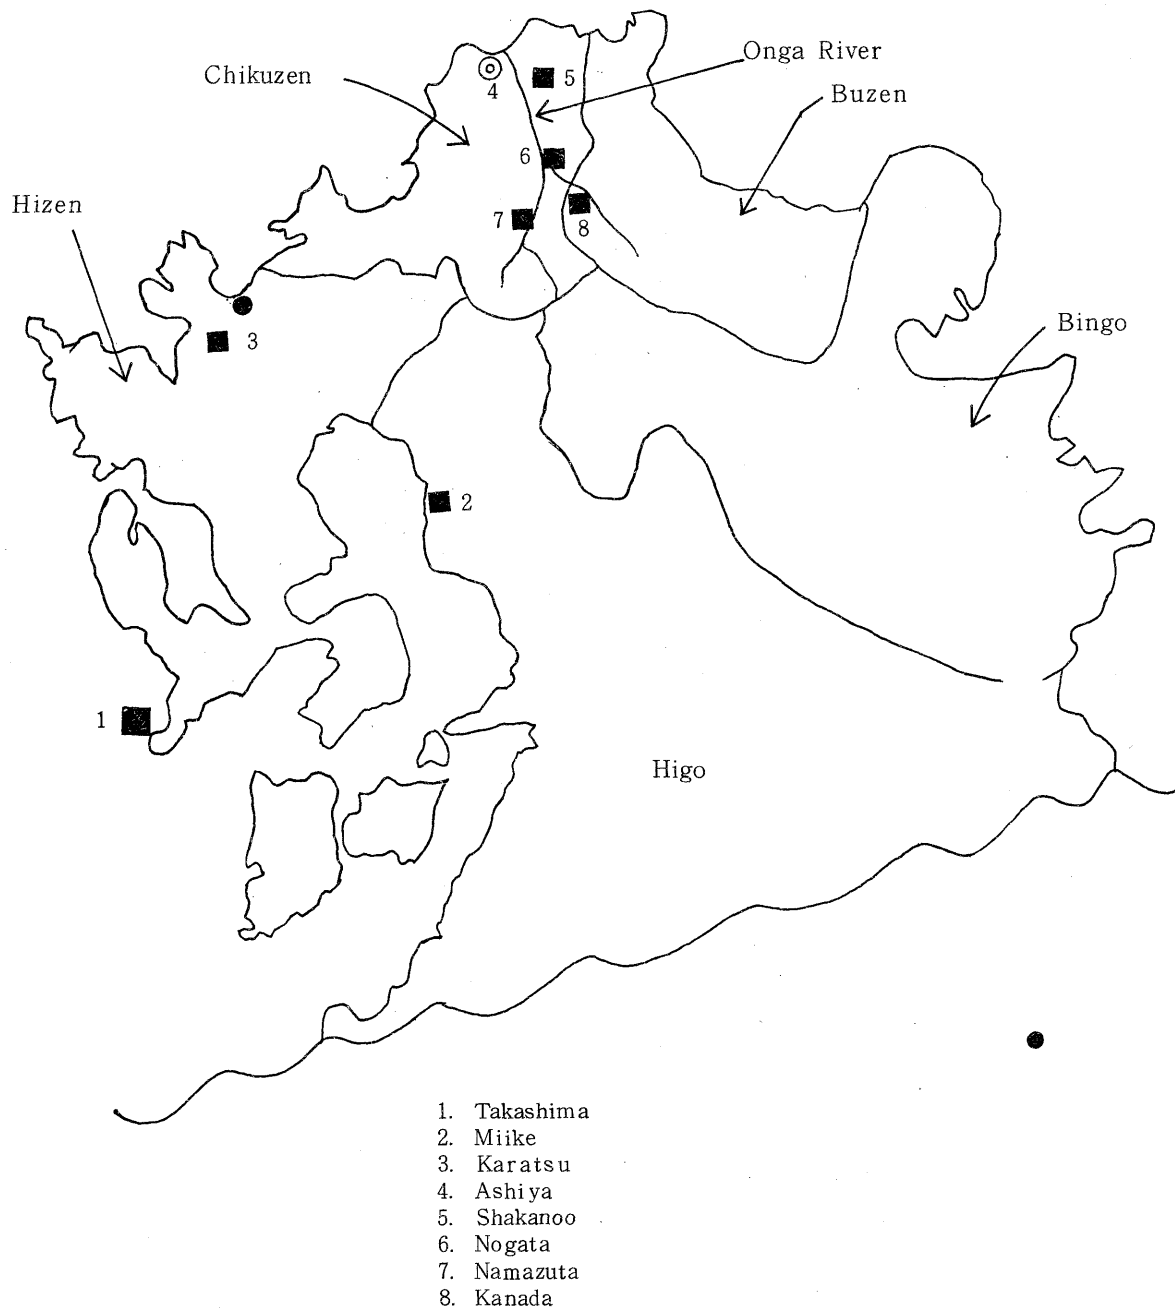 Onga River
Chikuzen
4
5
Buzen
6
Hizen
7
8
3
Bingo
2
1
Higo
1. Takashima
2. Miike
3. Karatsu
4. Ashiya
5. Shakanoo
6. Nogata
7. Namazuta
8. Kanada